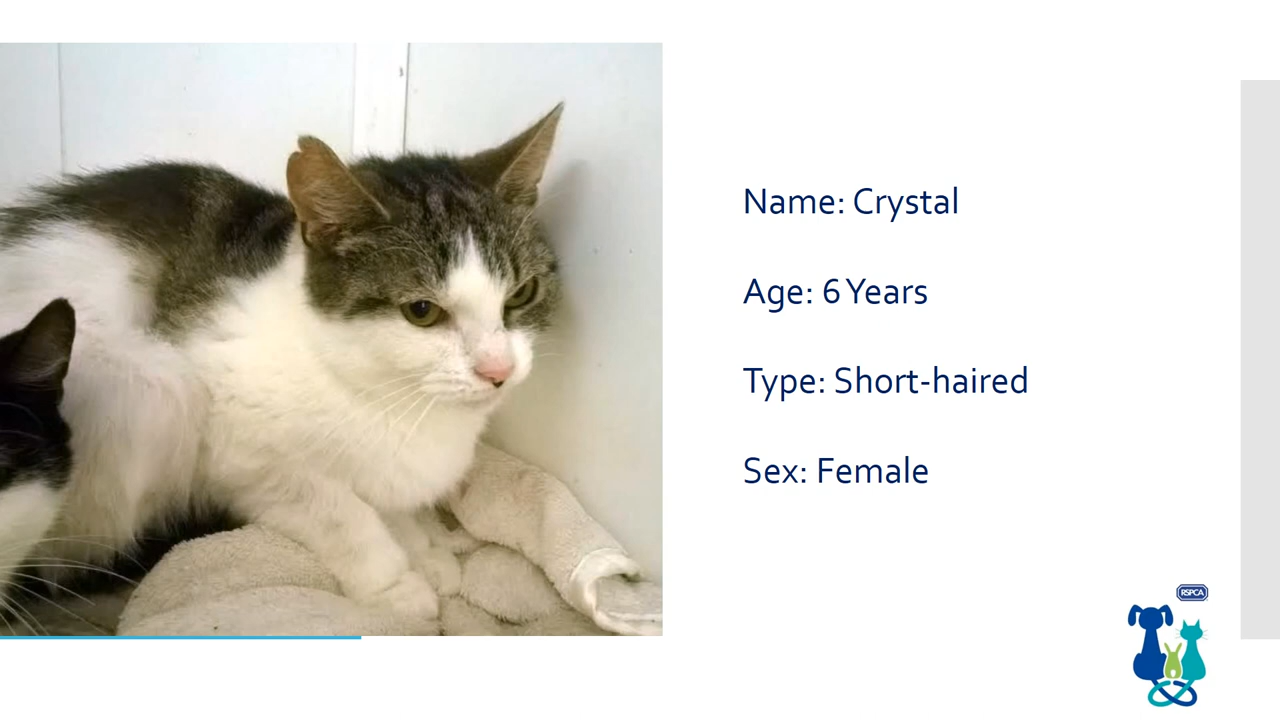 Name: Crystal
Age: 6 Years
Type: Short-haired
Sex: Female
RSPCA